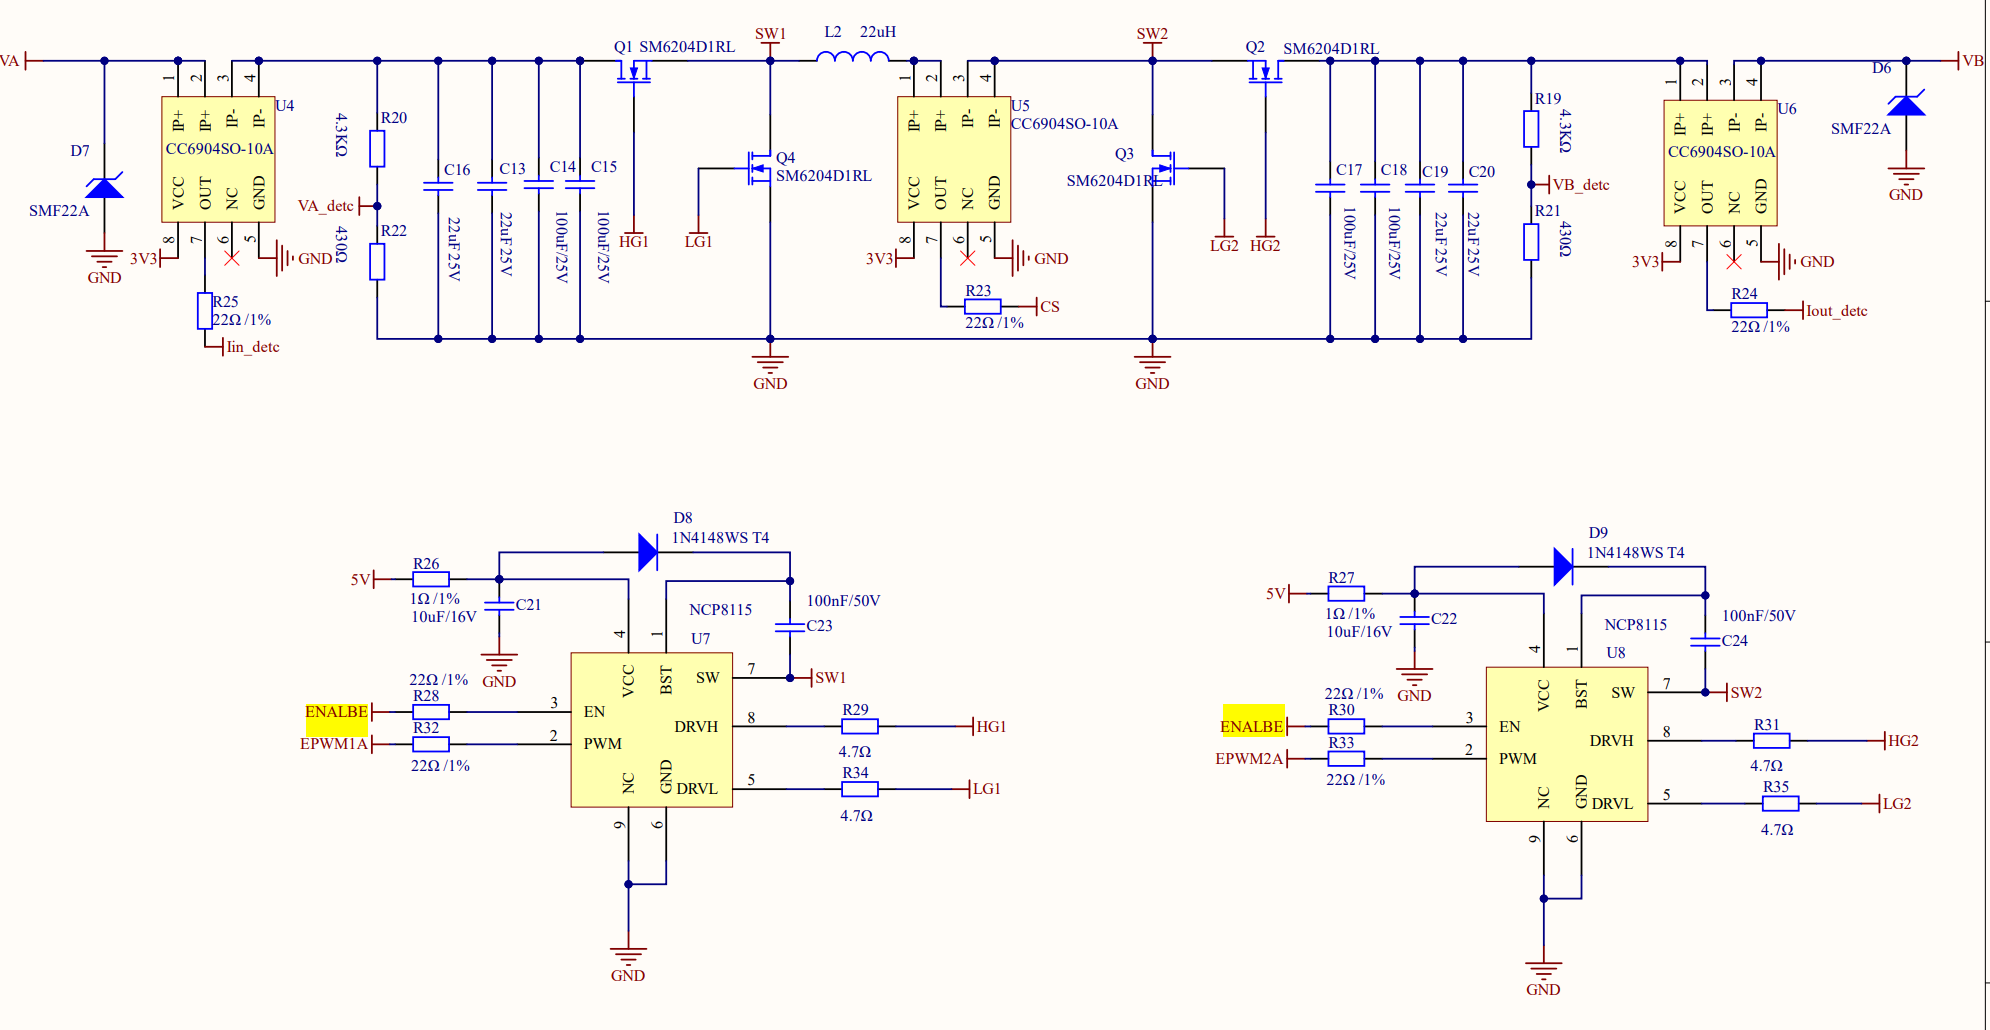 VA
D7
SMF22A
GND
1
2
3
4
IP+
IP+
IP-
IP-
U4
CC6904SO-10A
VCC
OUT
NC
GND
8
7
6
5
3V3
GND
R25
22Ω /1%
Iin_detc
4.3KΩ
R20
VA_detc
430Ω
R22
C16
22uF 25V
C13
22uF 25V
C14
100uF/25V
C15
100uF/25V
Q1 SM6204D1RL
HG1
SW1
L2 22uH
Q4
SM6204D1RL
LG1
GND
1
2
3
4
IP+
IP+
IP-
IP-
U5
CC6904SO-10A
VCC
OUT
NC
GND
8
7
6
5
3V3
GND
R23
22Ω /1%
CS
SW2
Q3
SM6204D1RL
LG2
GND
Q2 SM6204D1RL
HG2
C17
100uF/25V
C18
100uF/25V
C19
22uF 25V
C20
22uF 25V
R19
4.3KΩ
VB_detc
R21
430Ω
1
2
3
4
IP+
IP+
IP-
IP-
U6
CC6904SO-10A
VCC
OUT
NC
GND
8
7
6
5
3V3
GND
R24
22Ω /1%
Iout_detc
D6
SMF22A
GND
VB
D8
1N4148WS T4
5V
R26
1Ω /1%
10uF/16V
C21
GND
NCP8115
U7
100nF/50V
C23
4
1
VCC
BST
SW
7
SW1
22Ω /1%
R28
ENALBE
3
EN
R32
EPWM1A
2
PWM
22Ω /1%
DRVH
8
R29
4.7Ω
HG1
NC
GND
DRVL
5
R34
4.7Ω
LG1
9
6
GND
D9
1N4148WS T4
5V
R27
1Ω /1%
10uF/16V
C22
GND
NCP8115
U8
100nF/50V
C24
4
1
VCC
BST
SW
7
SW2
22Ω /1%
R30
ENALBE
3
EN
R33
EPWM2A
2
PWM
22Ω /1%
DRVH
8
R31
4.7Ω
HG2
NC
GND
DRVL
5
R35
4.7Ω
LG2
9
6
GND